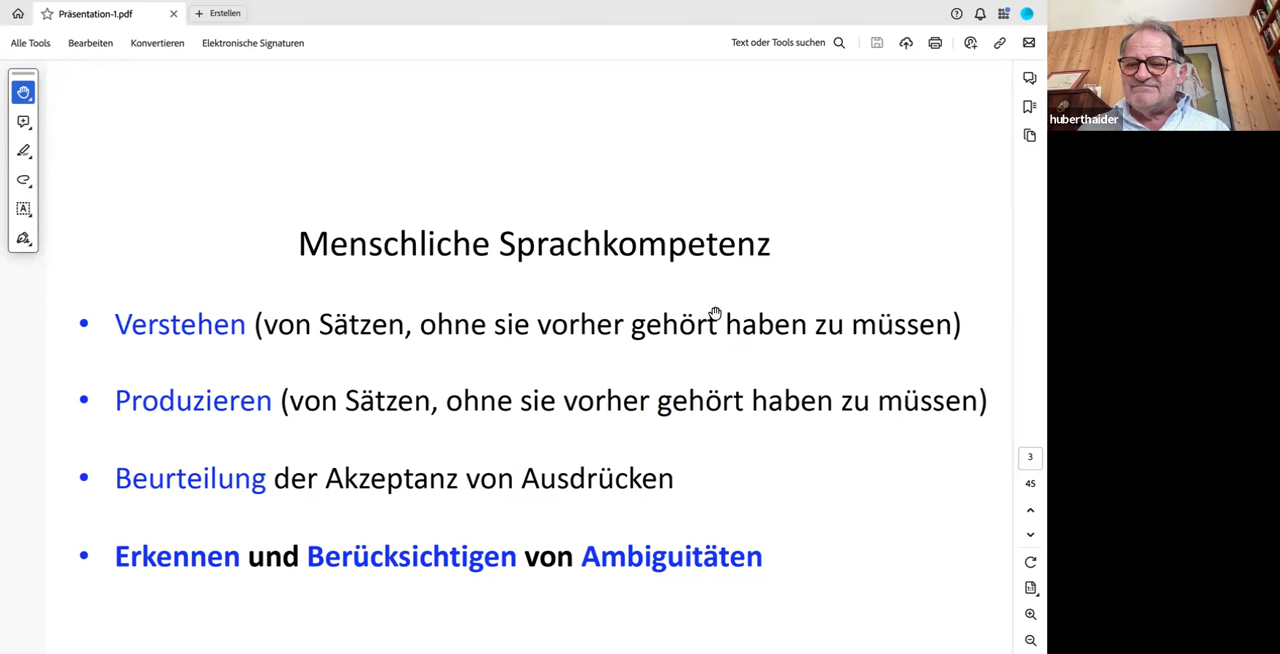 Präsentation-1.pdf
Erstellen
Alle Tools
Bearbeiten
Konvertieren
Elektronische Signaturen
Text oder Tools suchen
huberthaider
Menschliche Sprachkompetenz
• Verstehen (von Sätzen, ohne sie vorher gehört haben zu müssen)
• Produzieren (von Sätzen, ohne sie vorher gehört haben zu müssen)
• Beurteilung der Akzeptanz von Ausdrücken
• Erkennen und Berücksichtigen von Ambiguitäten
3
45